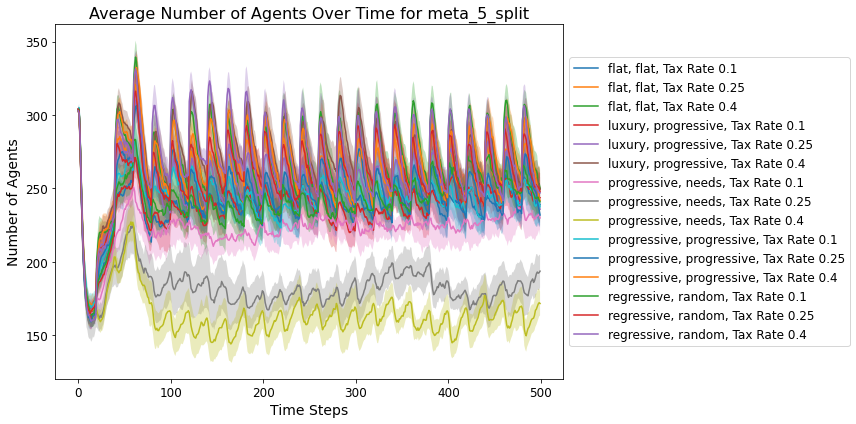 Average Number of Agents Over Time for meta_5_split
Number of Agents
350
300
250
200
150
0
100
200
300
400
500
Time Steps
flat, flat, Tax Rate 0.1
flat, flat, Tax Rate 0.25
flat, flat, Tax Rate 0.4
luxury, progressive, Tax Rate 0.1
luxury, progressive, Tax Rate 0.25
luxury, progressive, Tax Rate 0.4
progressive, needs, Tax Rate 0.1
progressive, needs, Tax Rate 0.25
progressive, needs, Tax Rate 0.4
progressive, progressive, Tax Rate 0.1
progressive, progressive, Tax Rate 0.25
progressive, progressive, Tax Rate 0.4
regressive, random, Tax Rate 0.1
regressive, random, Tax Rate 0.25
regressive, random, Tax Rate 0.4